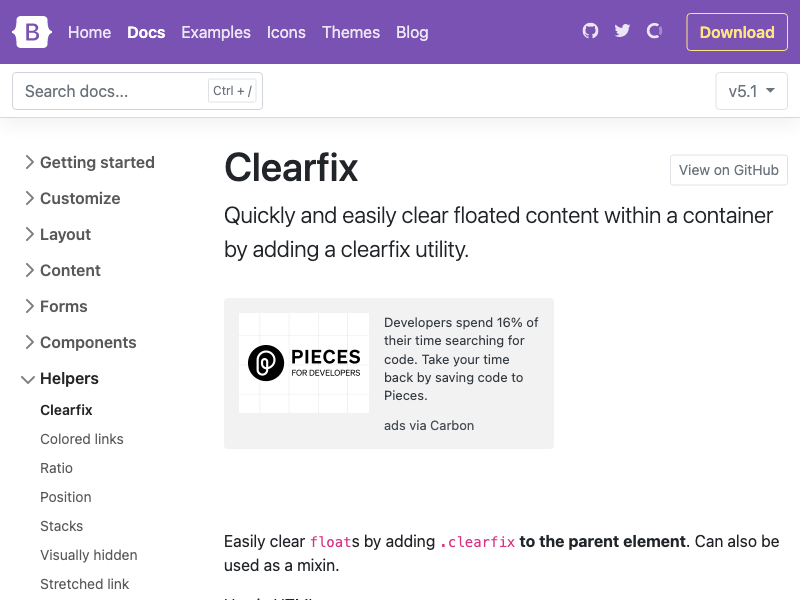 B Home Docs Examples Icons Themes Blog Download
Search docs... Ctrl + / v5.1
Getting started
Customize
Layout
Content
Forms
Components
Helpers
Clearfix
Colored links
Ratio
Position
Stacks
Visually hidden
Stretched link
Clearfix
View on GitHub
Quickly and easily clear floated content within a container
by adding a clearfix utility.
PIECES
FOR DEVELOPERS
Developers spend 16% of
their time searching for
code. Take your time
back by saving code to
Pieces.
ads via Carbon
Easily clear floats by adding .clearfix to the parent element. Can also be
used as a mixin.